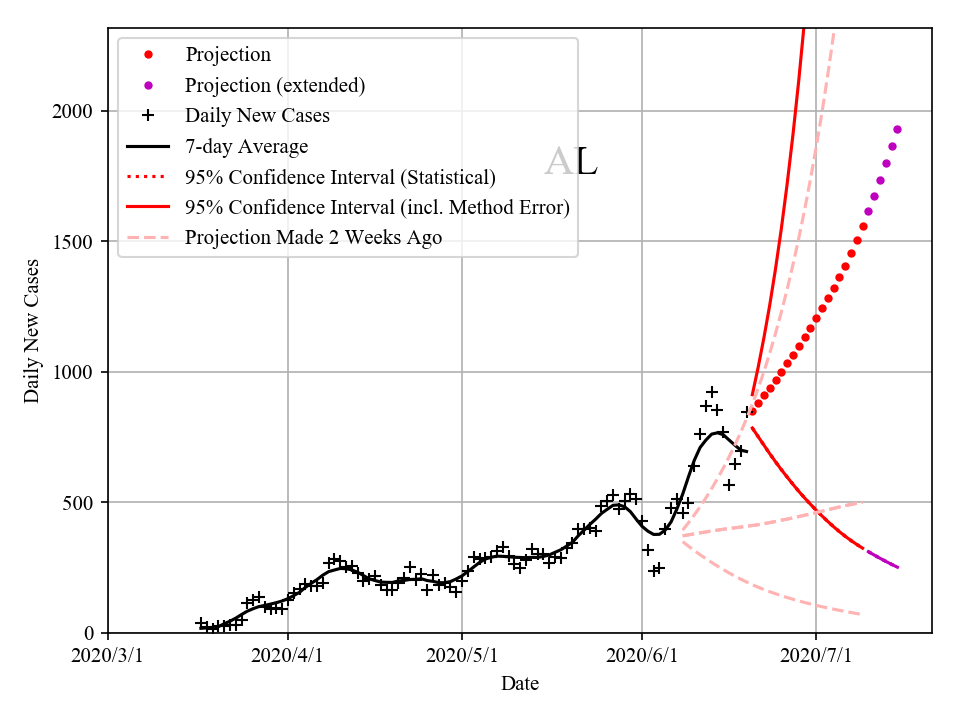 Projection
Projection (extended)
Daily New Cases
7-day Average
95% Confidence Interval (Statistical)
95% Confidence Interval (incl. Method Error)
Projection Made 2 Weeks Ago
AL
2000
1500
1000
500
0
Daily New Cases
2020/3/1 2020/4/1 2020/5/1 2020/6/1 2020/7/1
Date